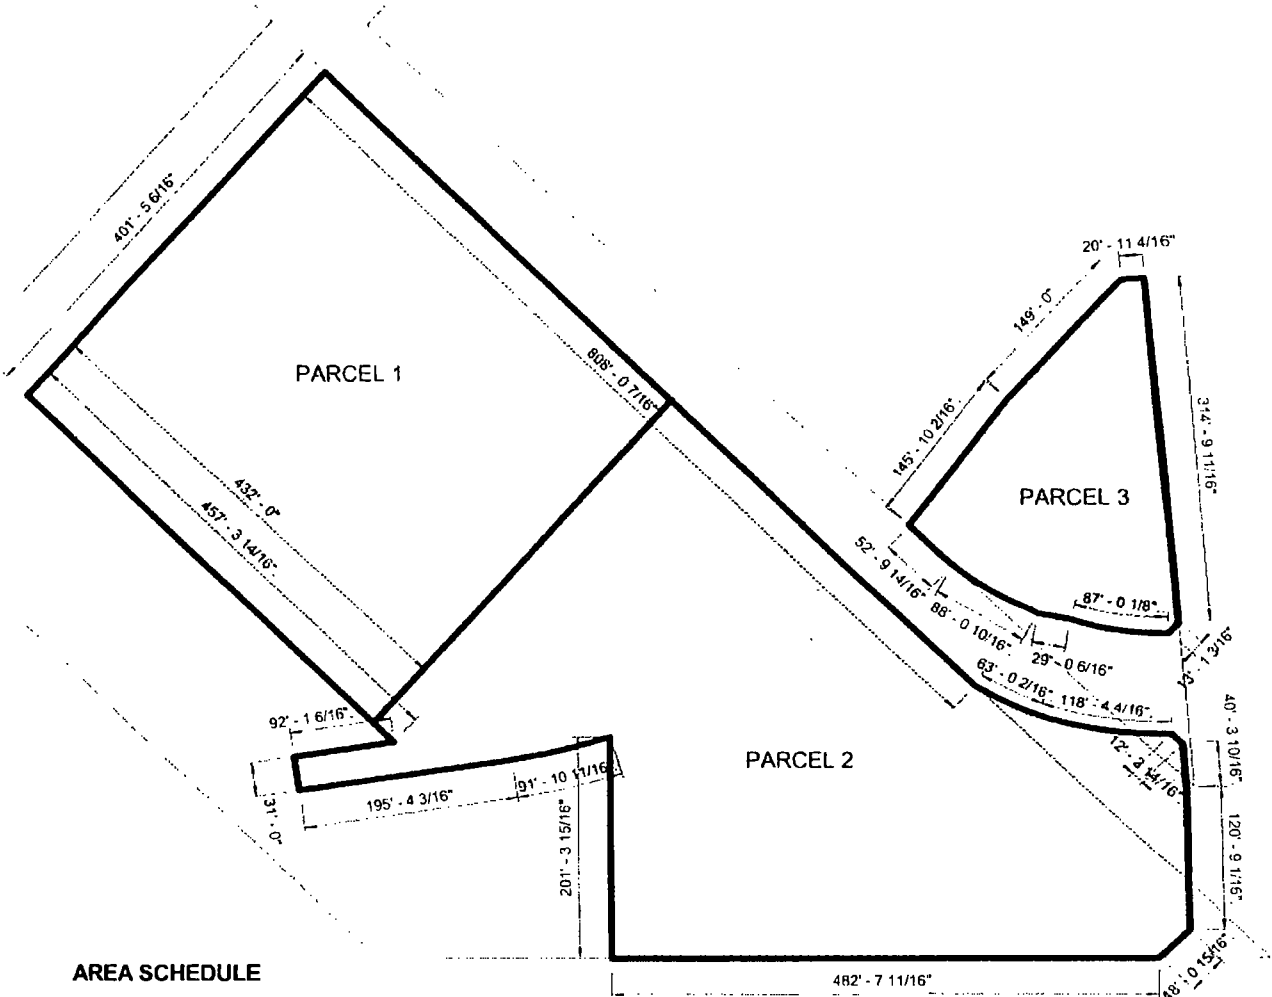 20' - 11 4/16"
401' - 5 6/16"
149' - 0"
PARCEL 1
808' - 0 7/16"
314' - 9 11/16"
145' - 10 2/16"
432' - 0"
457' - 3 14/16"
PARCEL 3
52' - 9 14/16"
88' - 0 10/16"
87' - 0 1/8"
29' - 0 6/16"
13' - 1 3/16"
63' - 0 2/16"
118' - 4 4/16"
92' - 1 6/16"
40' - 3 10/16"
PARCEL 2
12' - 2 14/16"
91' - 10 11/16"
195' - 4 3/16"
31' - 0"
201' - 3 15/16"
120' - 9 1/16"
AREA SCHEDULE
482' - 7 11/16"
48' - 0 15/16"